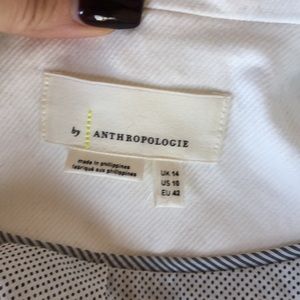 by ANTHROPOLOGIE
made in philippines
fabriqué aux philippines
UK 14
US 10
EU 42